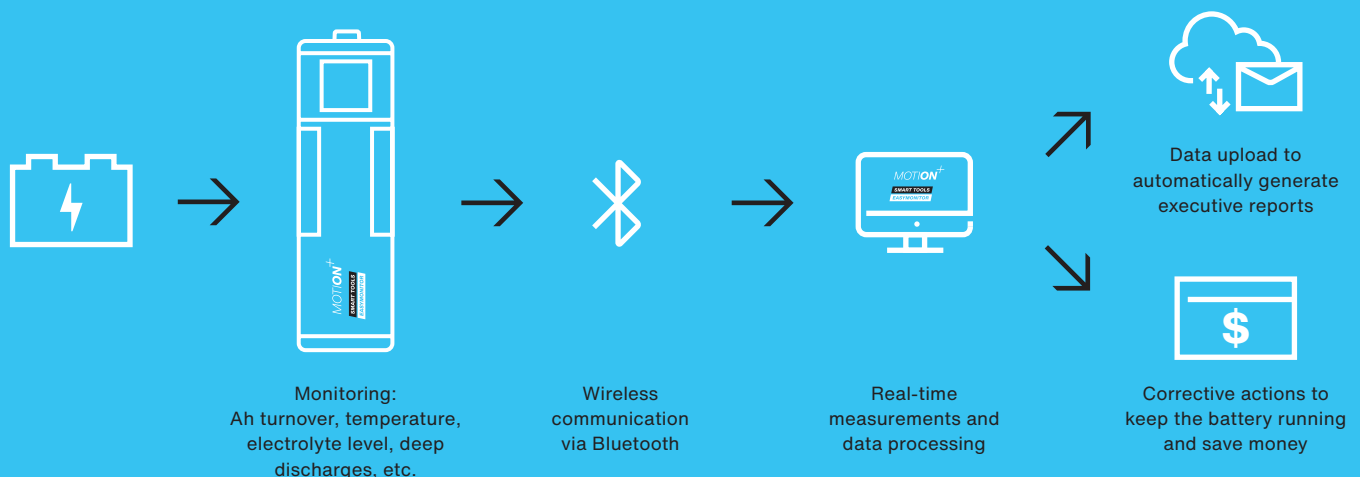 MOTION+
SMART TOOLS
EASYMONITOR
Monitoring:
Ah turnover, temperature,
electrolyte level, deep
discharges, etc.
Wireless
communication
via Bluetooth
MOTION+
SMART TOOLS
EASYMONITOR
Real-time
measurements and
data processing
Data upload to
automatically generate
executive reports
$
Corrective actions to
keep the battery running
and save money